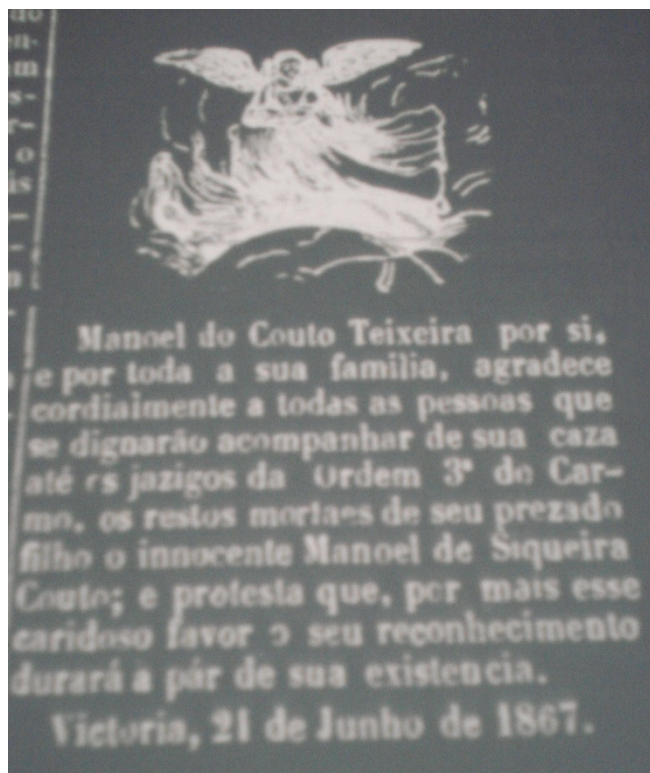 do
en-
m
s-
r-
o
is
Manoel do Couto Teixeira por si,
e por toda a sua familia, agradece
cordialmente a todas as pessoas que
se dignarão acompanhar de sua caza
até os jazigos da Ordem 3ª do Car-
mo, os restos mortaes de seu prezado
filho o innocente Manoel de Siqueira
Couto; e protesta que, por mais esse
caridoso favor o seu reconhecimento
durará a pár de sua existencia.
Victoria, 21 de Junho de 1867.